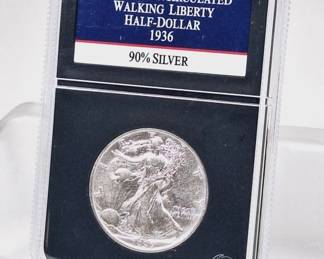 WALKING LIBERTY
HALF-DOLLAR
1936
90% SILVER